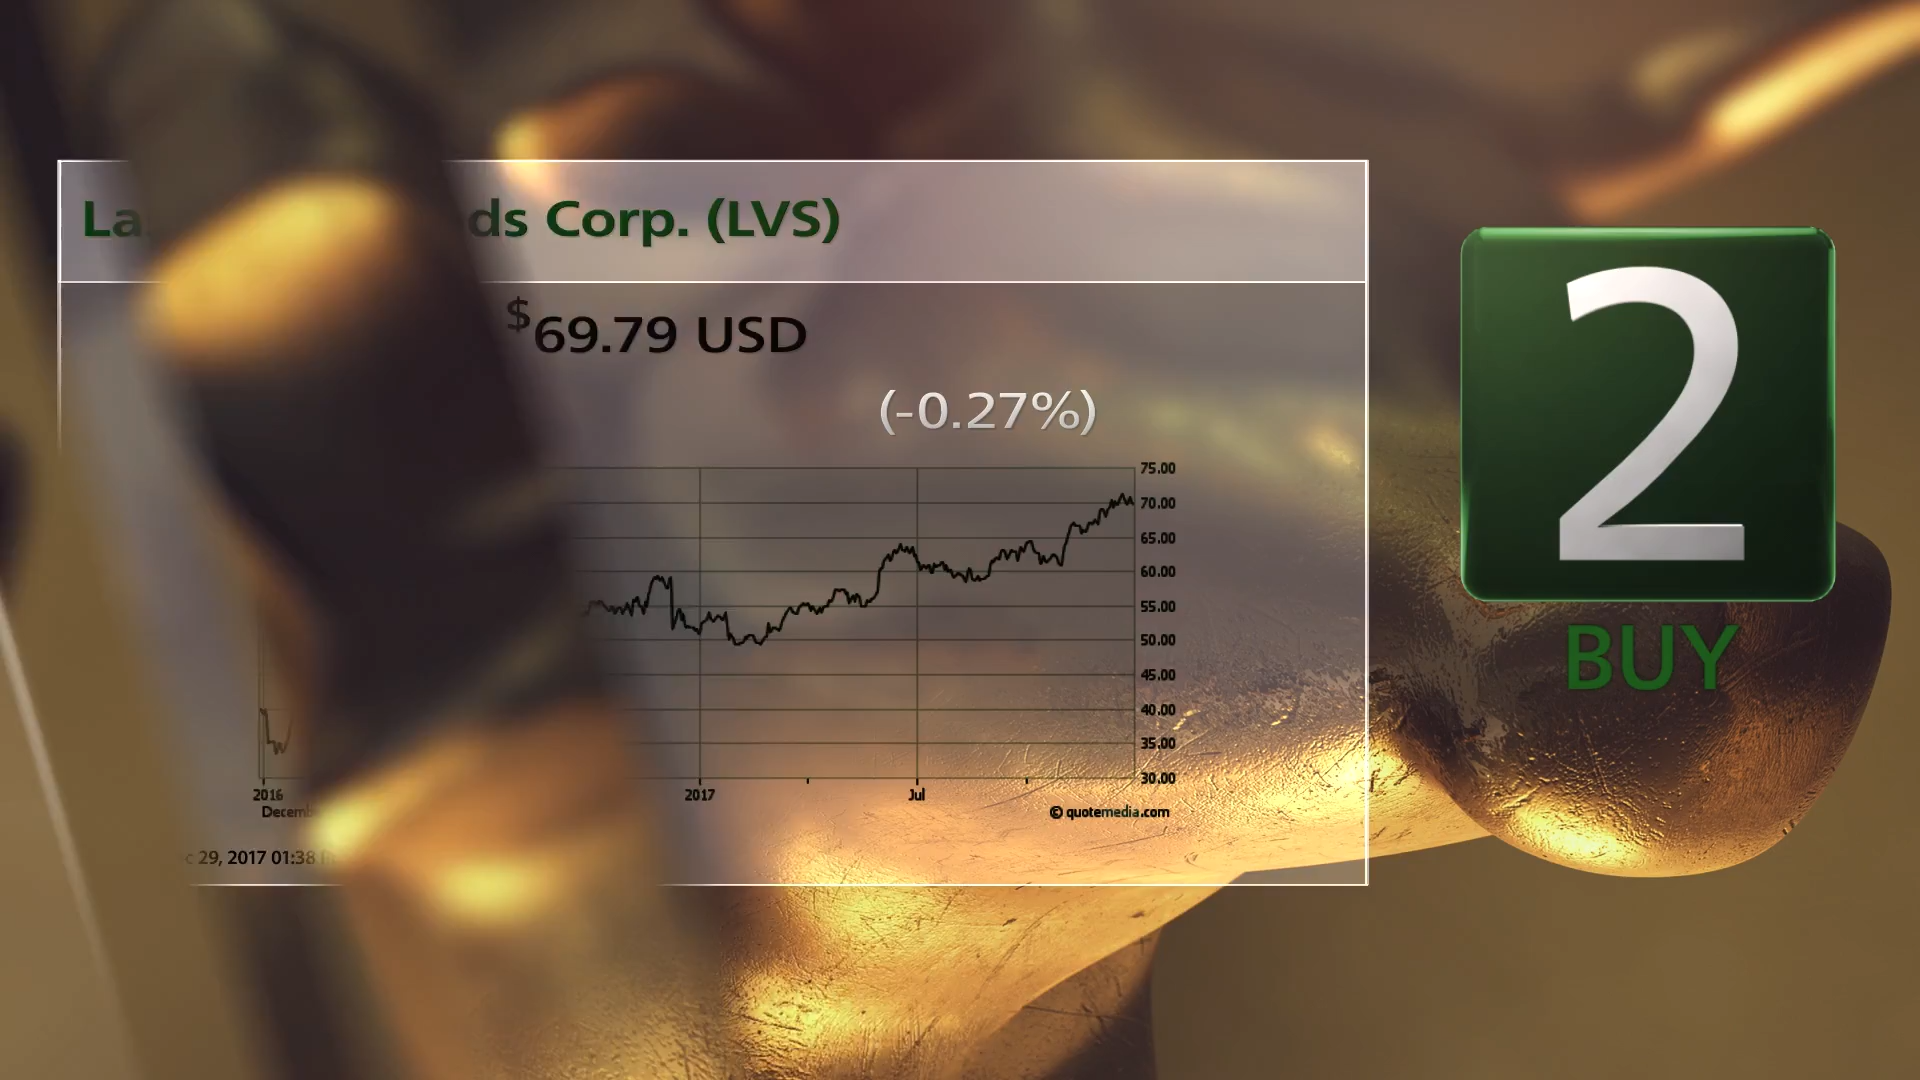 ds Corp. (LVS)
$69.79 USD
(-0.27%)
75.00
70.00
65.00
60.00
55.00
50.00
45.00
40.00
35.00
30.00
2016 2017 Jul
© quotemedia.com
29, 2017 01:38
2
BUY